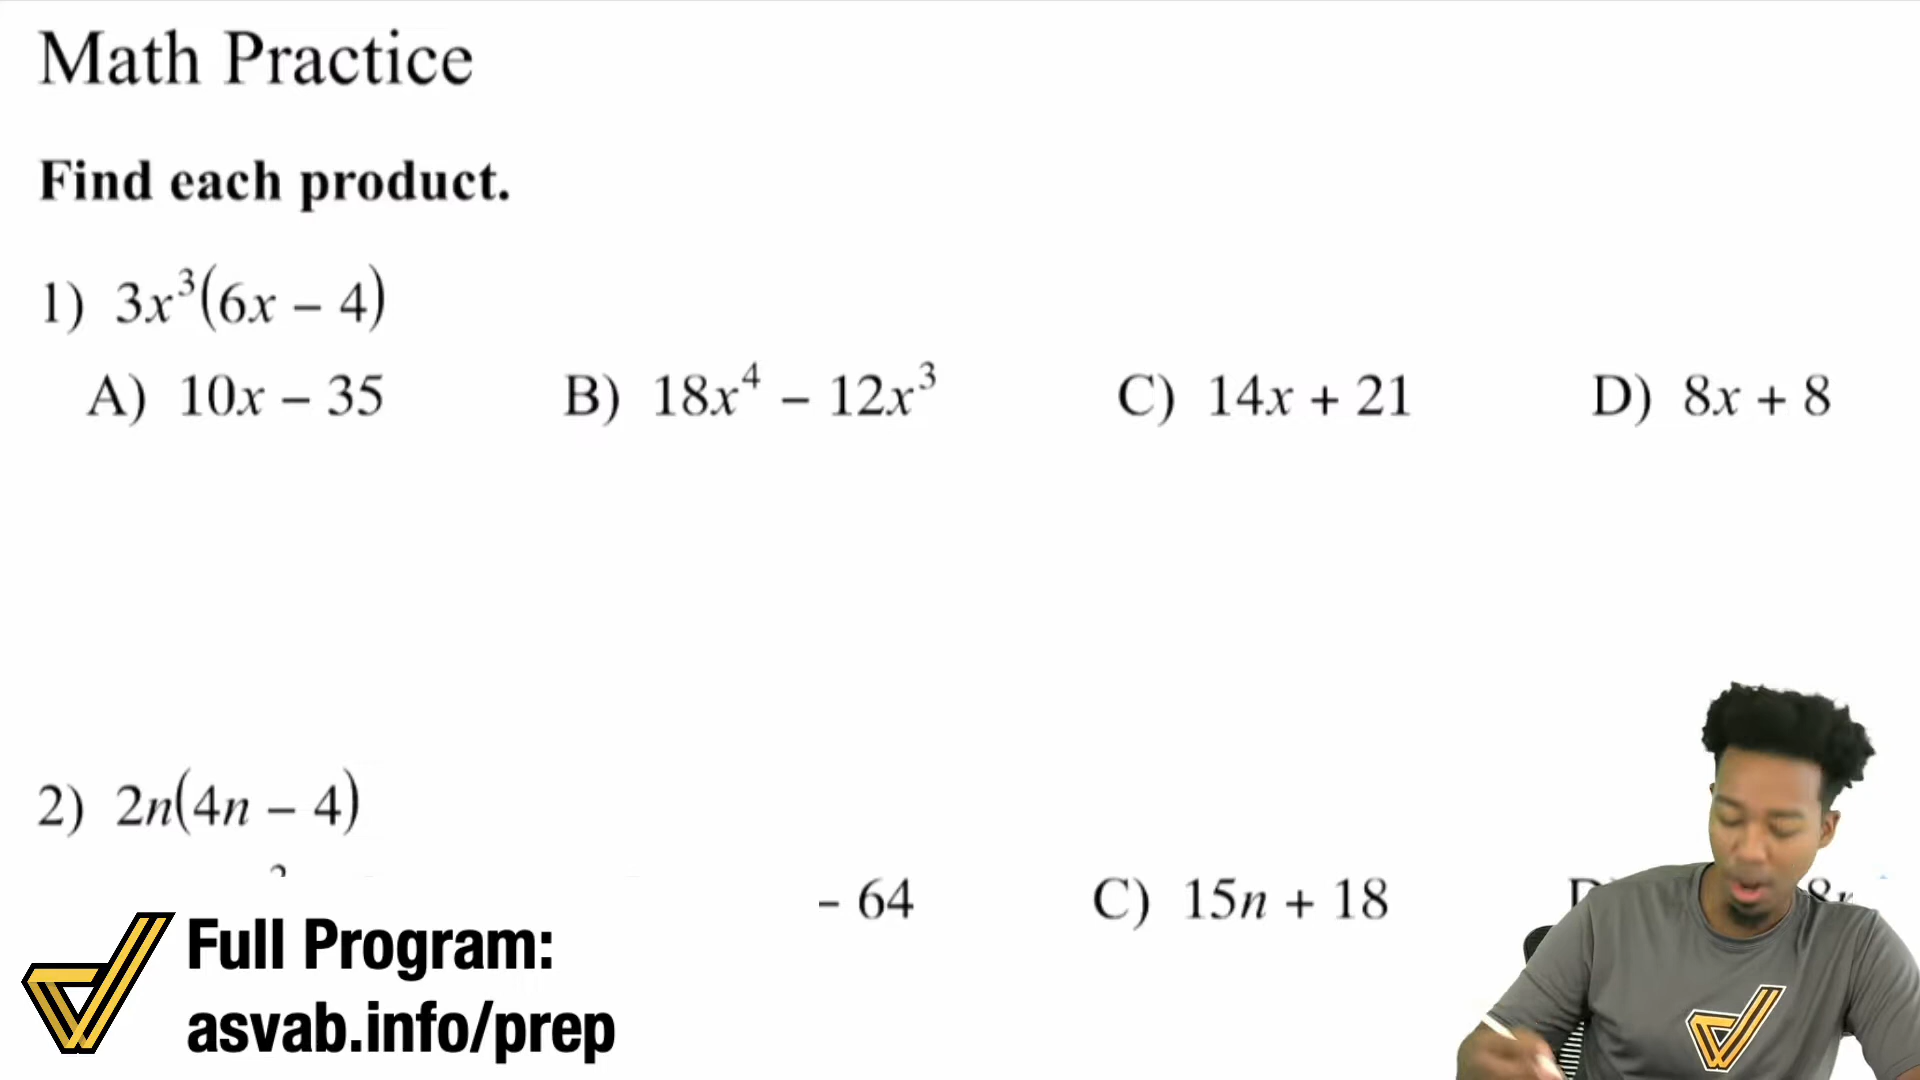 Math Practice
Find each product.
1) 3x³(6x – 4)
A) 10x – 35 B) 18x⁴ – 12x³ C) 14x + 21 D) 8x + 8
2) 2n(4n – 4)
– 64 C) 15n + 18
Full Program:
asvab.info/prep